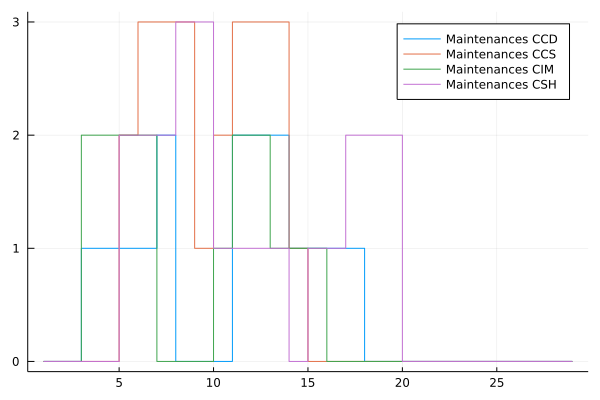 3
Maintenances CCD
Maintenances CCS
Maintenances CIM
Maintenances CSH
2
1
0
5 10 15 20 25